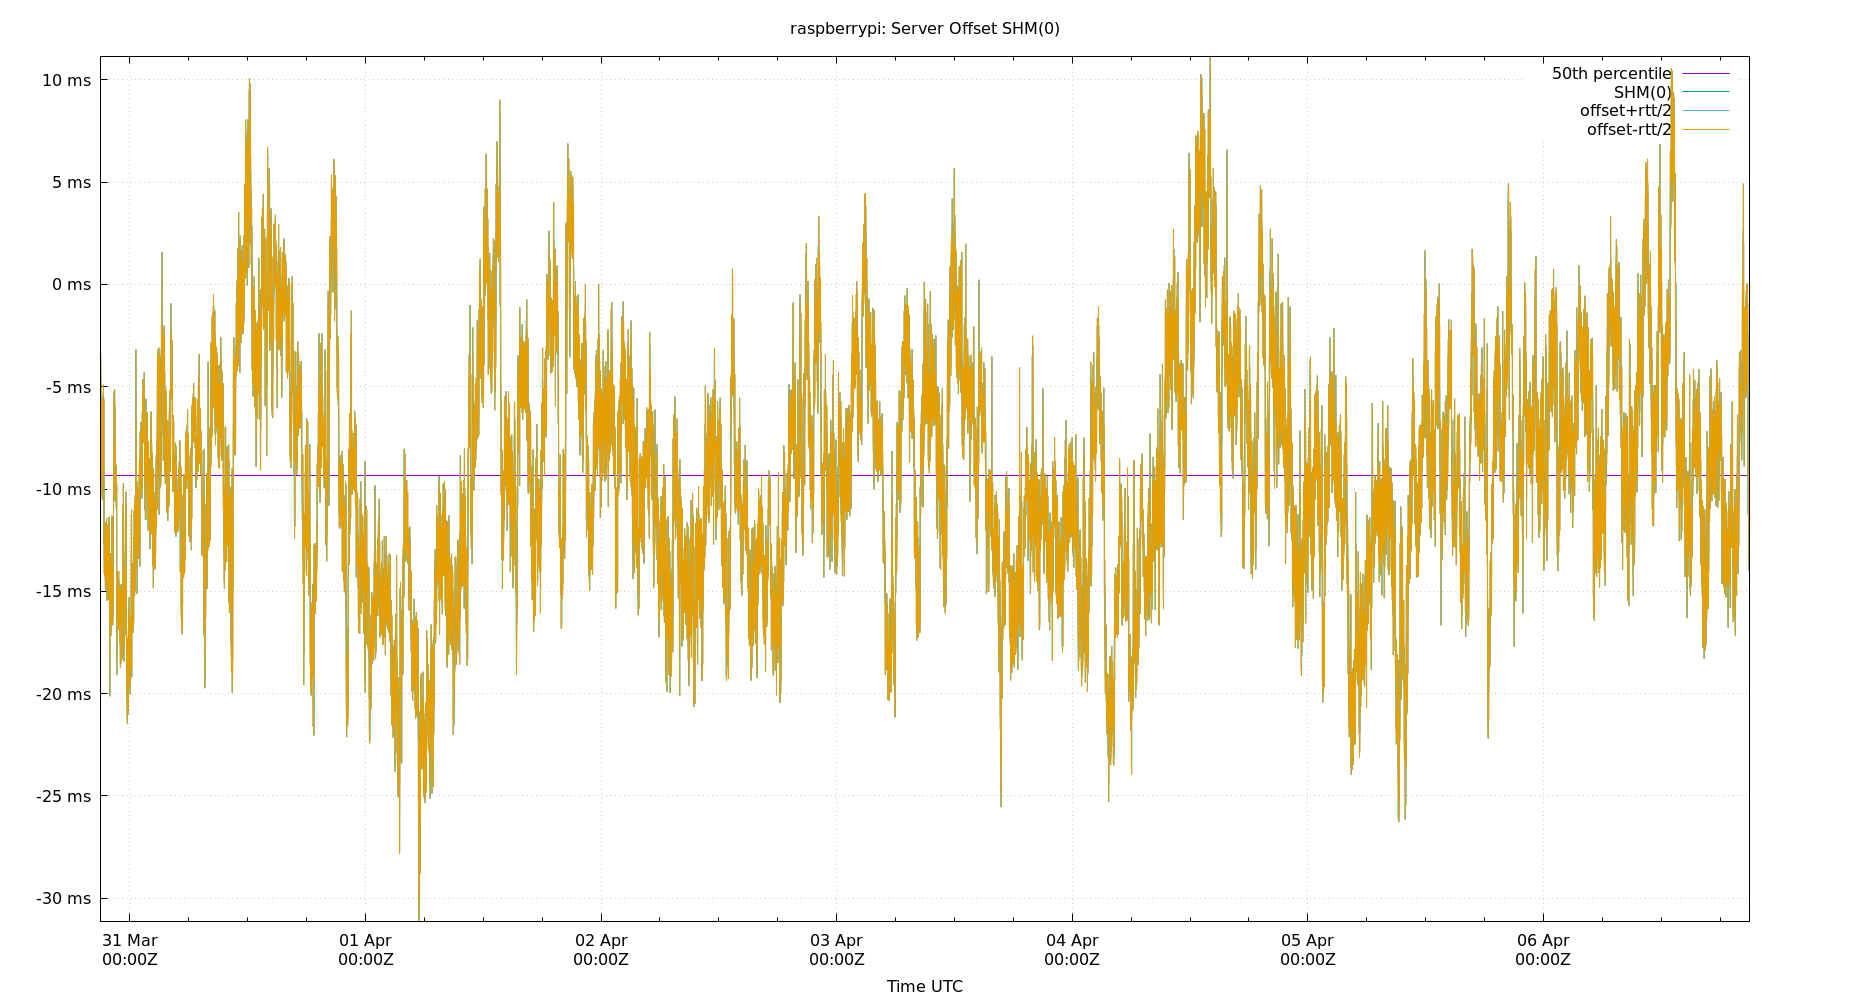 raspberrypi: Server Offset SHM(0)
10 ms
5 ms
0 ms
-5 ms
-10 ms
-15 ms
-20 ms
-25 ms
-30 ms
50th percentile
SHM(0)
offset+rtt/2
offset-rtt/2
31 Mar 01 Apr 02 Apr 03 Apr 04 Apr 05 Apr 06 Apr
00:00Z 00:00Z 00:00Z 00:00Z 00:00Z 00:00Z 00:00Z
Time UTC